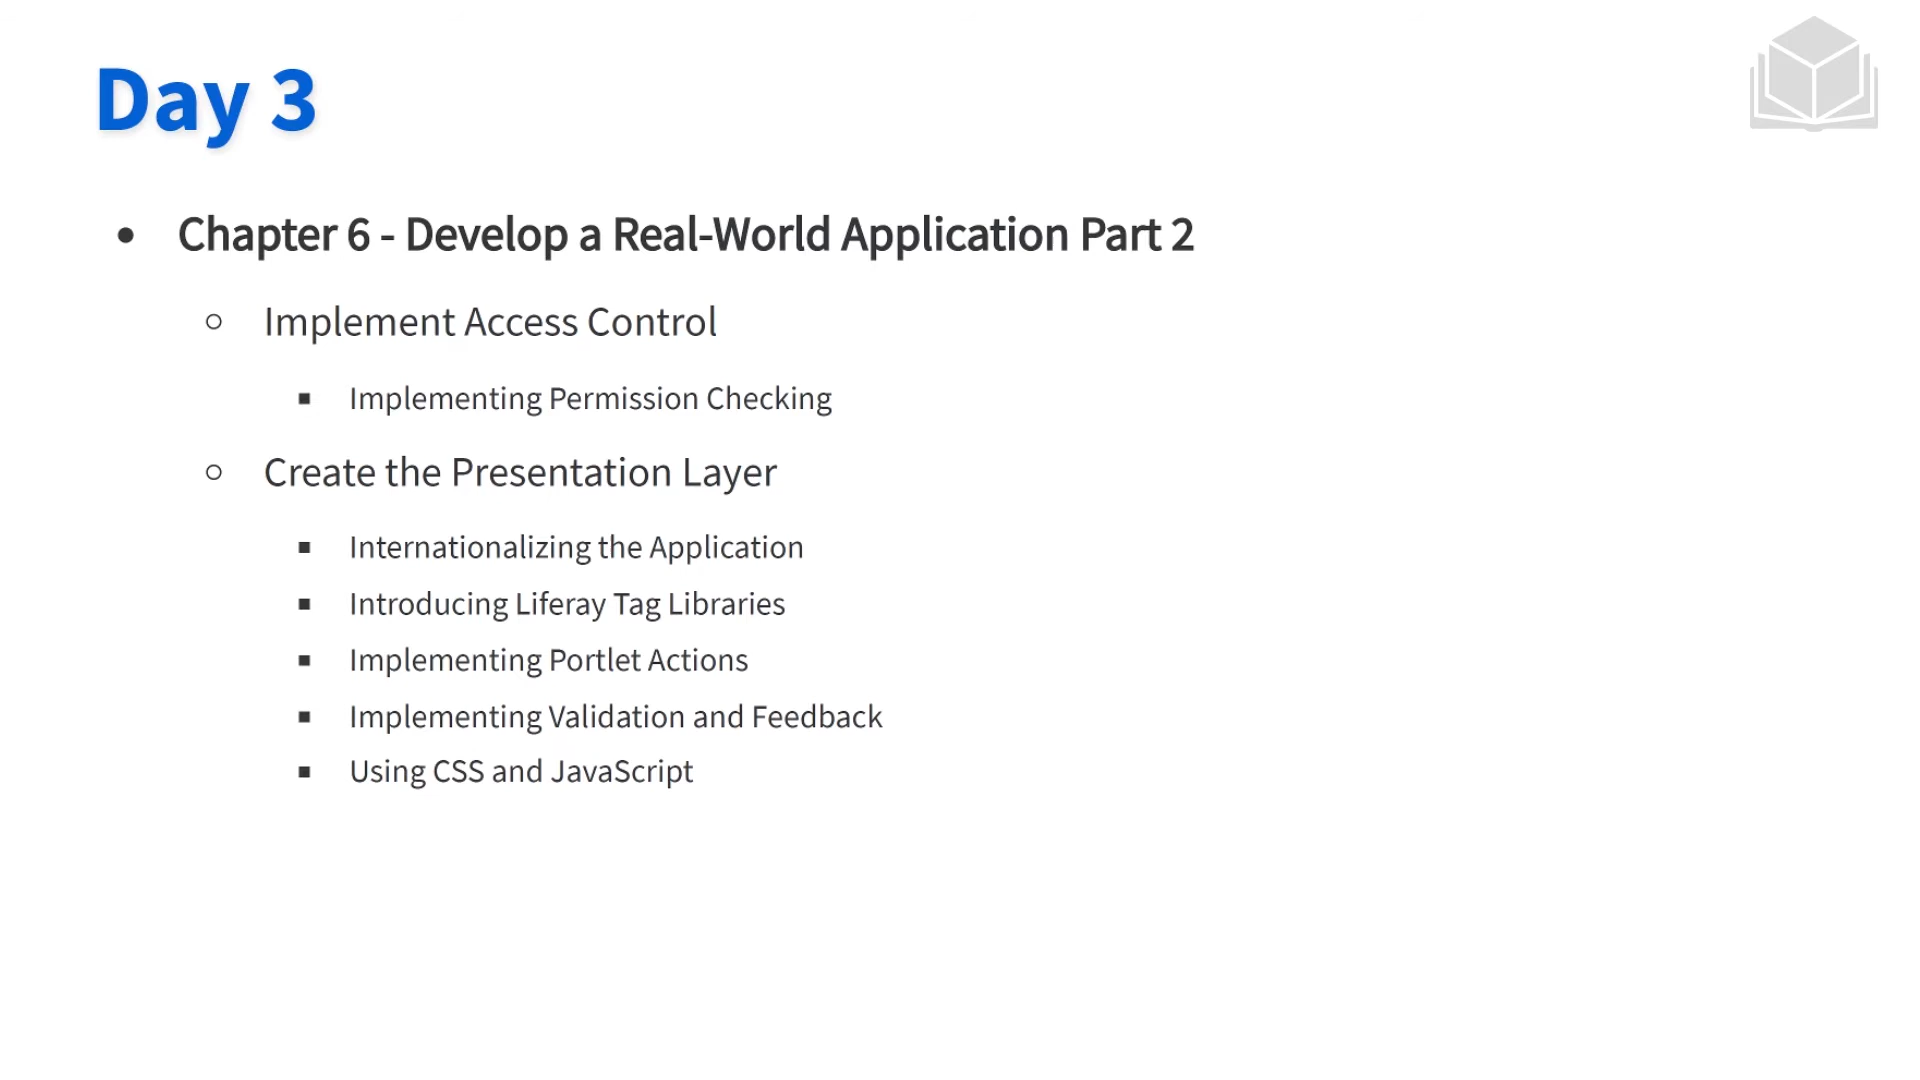 Day 3
• Chapter 6 - Develop a Real-World Application Part 2
○ Implement Access Control
▪ Implementing Permission Checking
○ Create the Presentation Layer
▪ Internationalizing the Application
▪ Introducing Liferay Tag Libraries
▪ Implementing Portlet Actions
▪ Implementing Validation and Feedback
▪ Using CSS and JavaScript